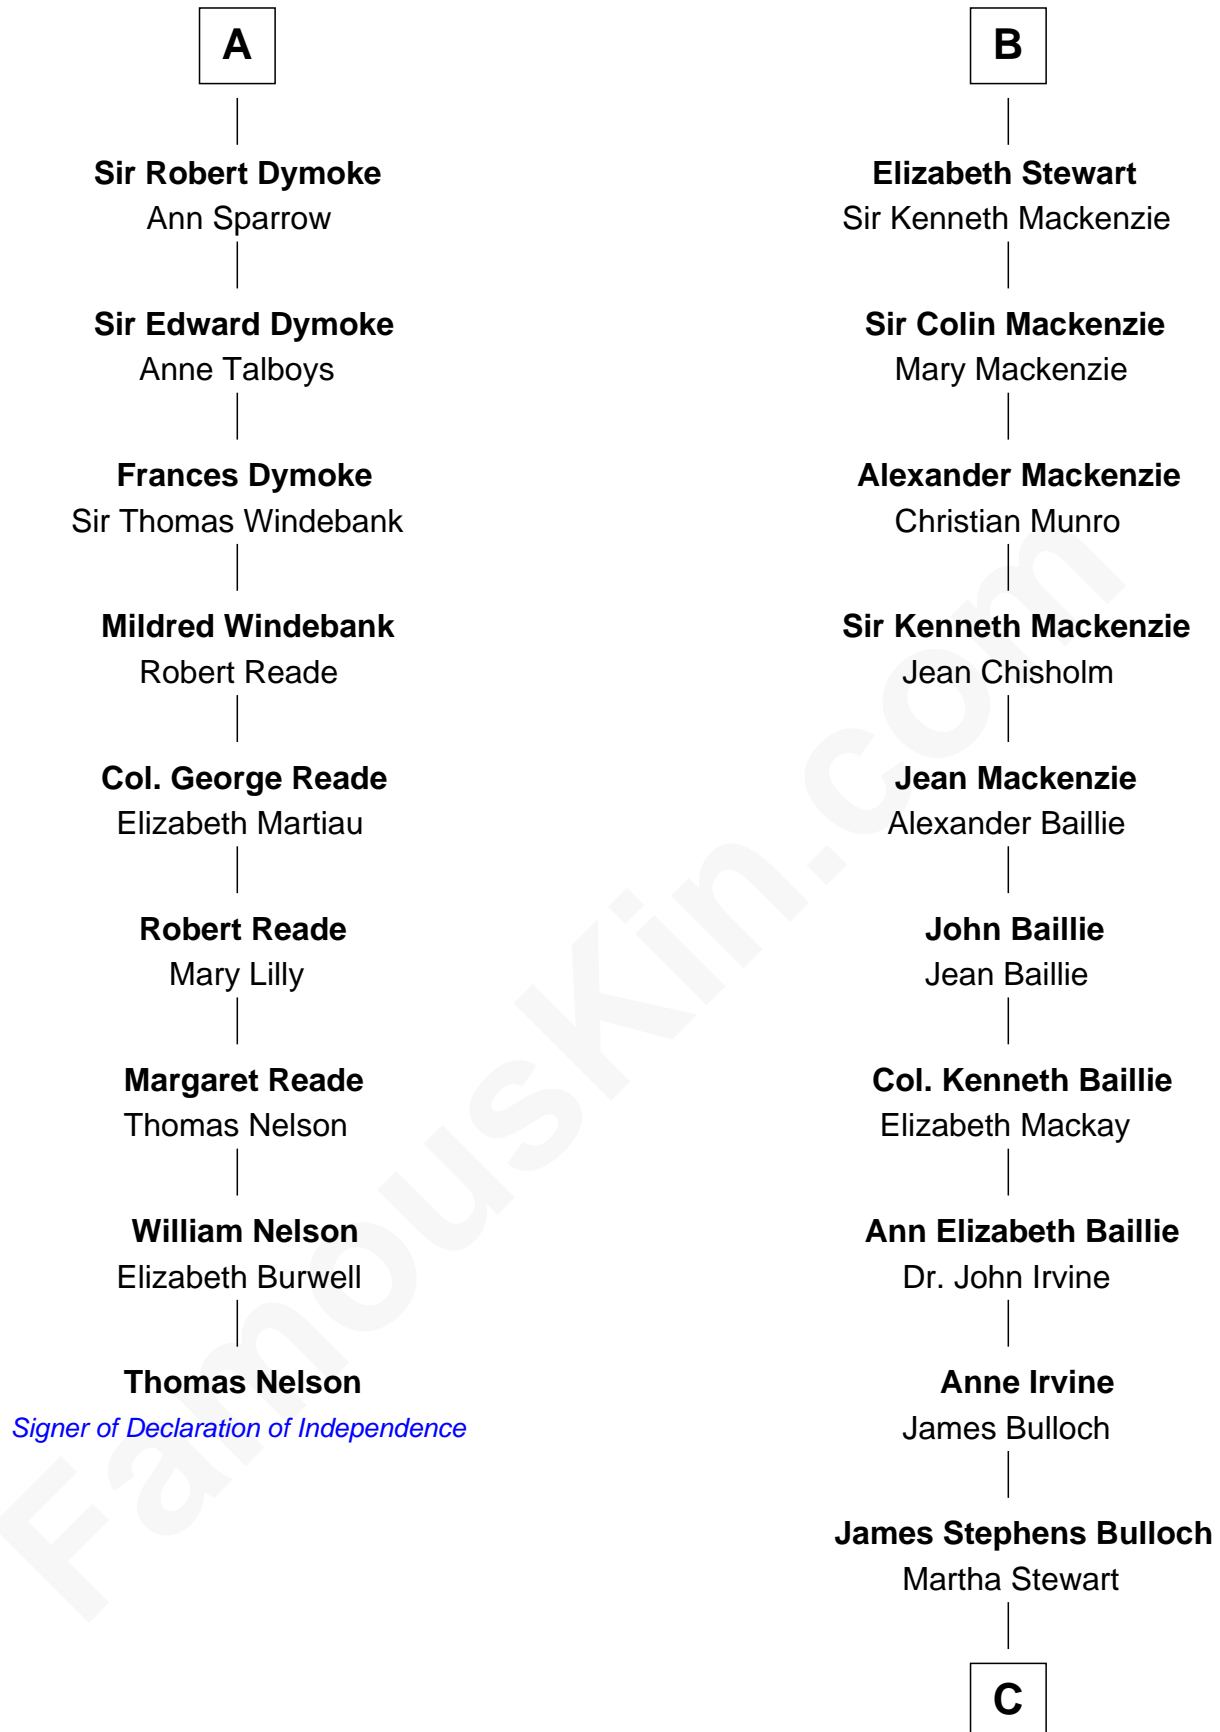 A
Sir Robert Dymoke
Ann Sparrow
Sir Edward Dymoke
Anne Talboys
Frances Dymoke
Sir Thomas Windebank
Mildred Windebank
Robert Reade
Col. George Reade
Elizabeth Martiau
Robert Reade
Mary Lilly
Margaret Reade
Thomas Nelson
William Nelson
Elizabeth Burwell
Thomas Nelson
Signer of Declaration of Independence
B
Elizabeth Stewart
Sir Kenneth Mackenzie
Sir Colin Mackenzie
Mary Mackenzie
Alexander Mackenzie
Christian Munro
Sir Kenneth Mackenzie
Jean Chisholm
Jean Mackenzie
Alexander Baillie
John Baillie
Jean Baillie
Col. Kenneth Baillie
Elizabeth Mackay
Ann Elizabeth Baillie
Dr. John Irvine
Anne Irvine
James Bulloch
James Stephens Bulloch
Martha Stewart
C
FamousKin.com